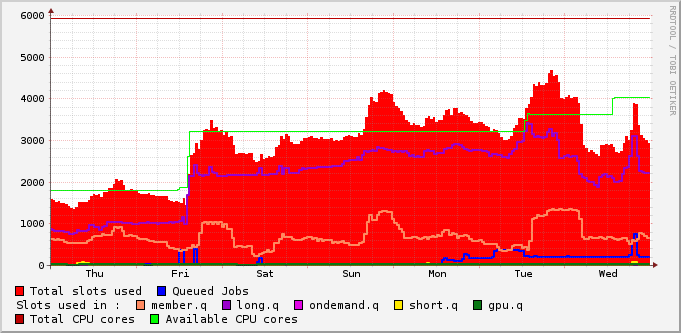 6000
5000
4000
3000
2000
1000
0
Thu Fri Sat Sun Mon Tue Wed
RRDTOOL / TOBI OETIKER
Total slots used Queued Jobs
Slots used in : member.q long.q ondemand.q short.q gpu.q
Total CPU cores Available CPU cores